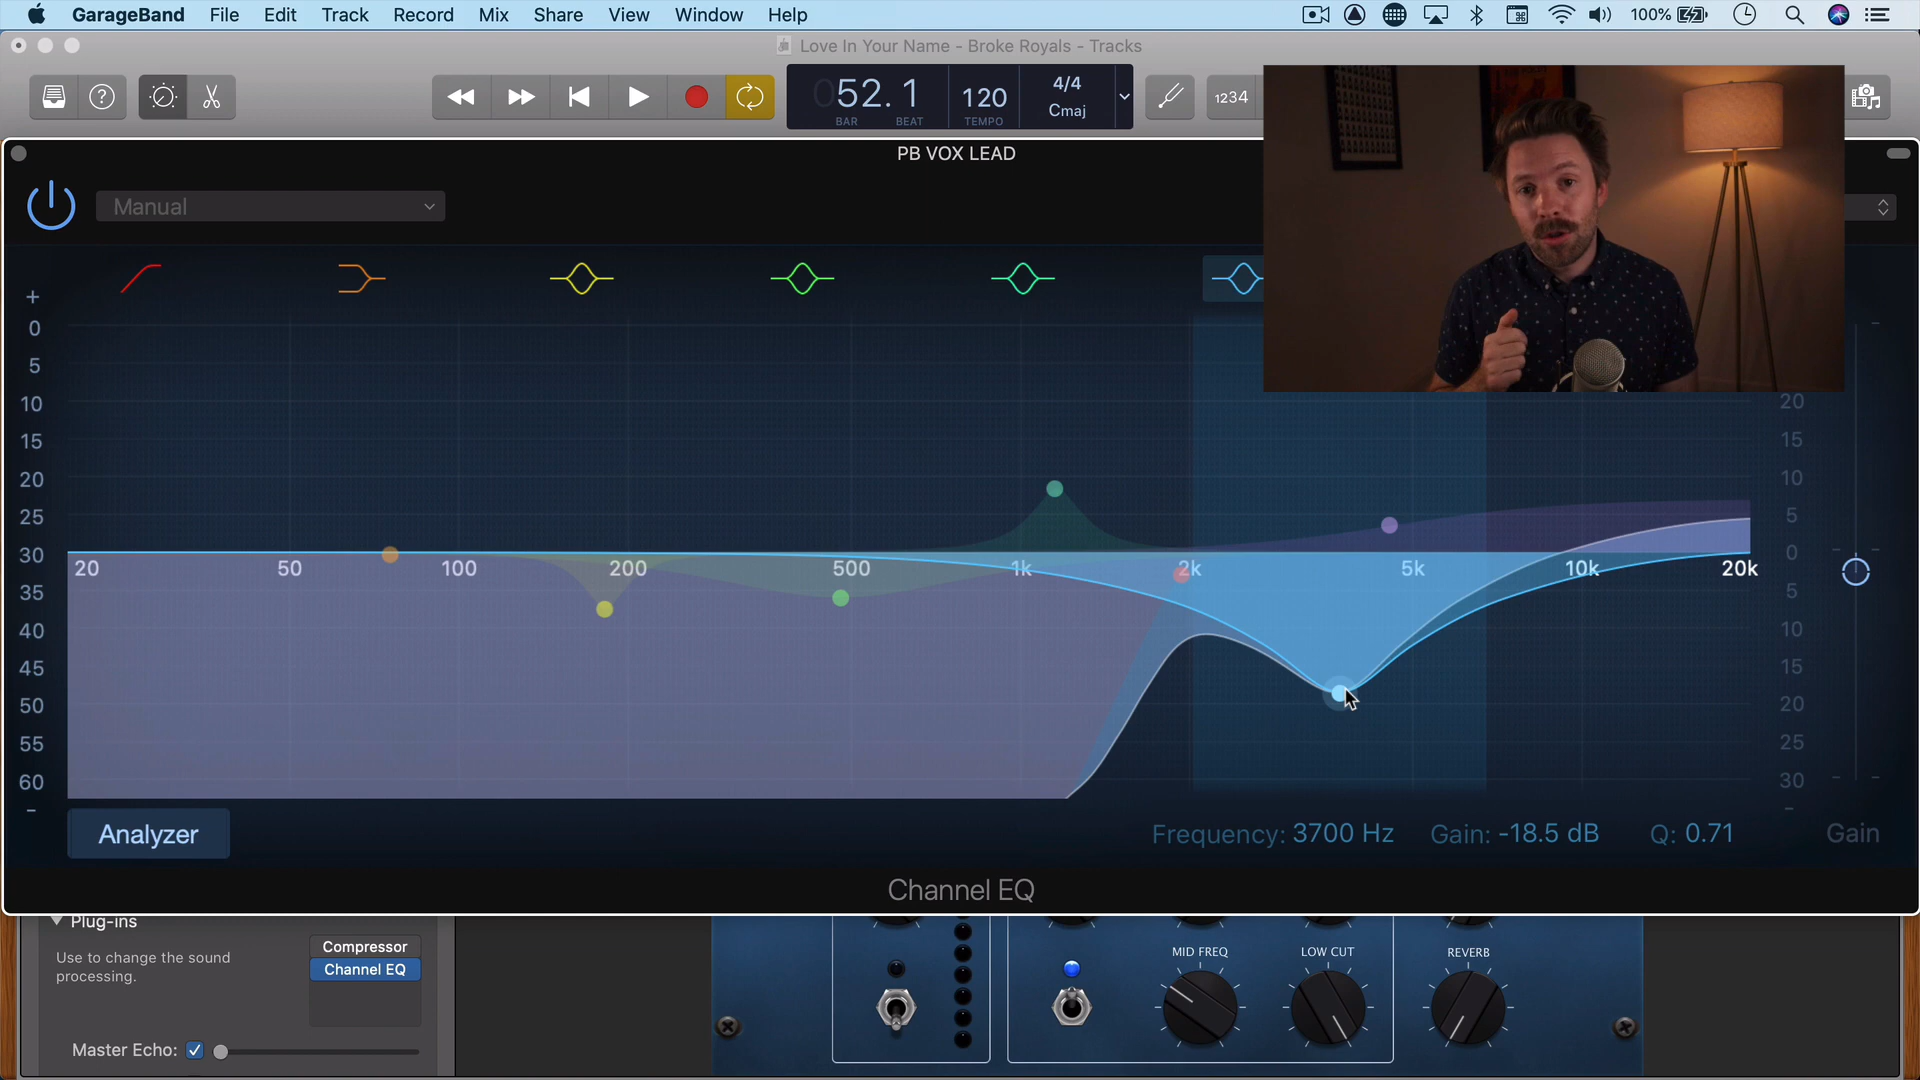 GarageBand File Edit Track Record Mix Share View Window Help 100%
Love In Your Name - Broke Royals - Tracks
052.1 120 4/4 Cmaj 1234
BAR BEAT TEMPO
PB VOX LEAD
Manual
+
0
5
10 20
15 15
20 10
25 5
30 0
20 50 100 200 500 1k 2k 5k 10k 20k
35 5
40 10
45 15
50 20
55 25
60 30
- -
Analyzer Frequency: 3700 Hz Gain: -18.5 dB Q: 0.71 Gain
Channel EQ
Plug-ins
Use to change the sound
processing.
Compressor
Channel EQ
MID FREQ LOW CUT REVERB
Master Echo: